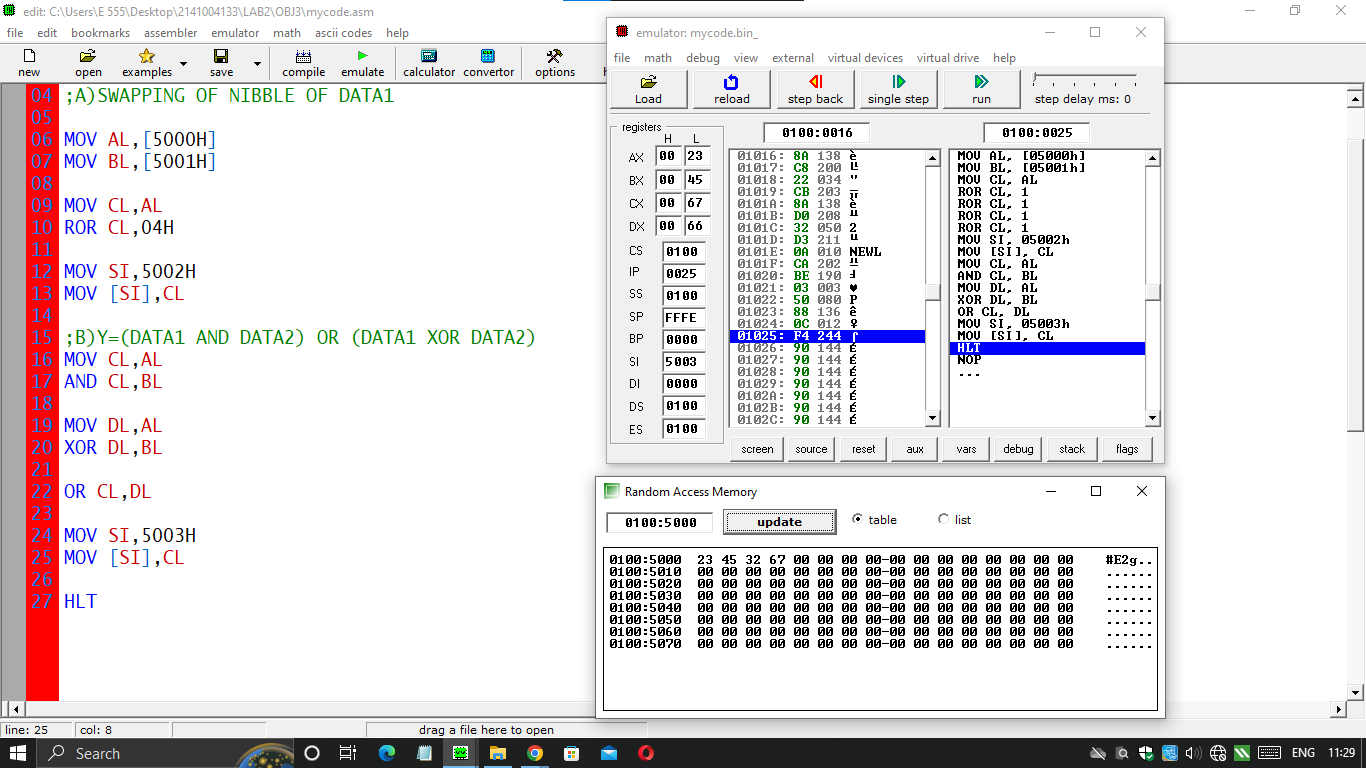 edit: C:\Users\E 555\Desktop\2141004133\LAB2\OBJ3\mycode.asm
file edit bookmarks assembler emulator math ascii codes help
new open examples save compile emulate calculator convertor options
04 ;A)SWAPPING OF NIBBLE OF DATA1
05
06 MOV AL,[5000H]
07 MOV BL,[5001H]
08
09 MOV CL,AL
10 ROR CL,04H
11
12 MOV SI,5002H
13 MOV [SI],CL
14
15 ;B)Y=(DATA1 AND DATA2) OR (DATA1 XOR DATA2)
16 MOV CL,AL
17 AND CL,BL
18
19 MOV DL,AL
20 XOR DL,BL
21
22 OR CL,DL
23
24 MOV SI,5003H
25 MOV [SI],CL
26
27 HLT
emulator: mycode.bin_
file math debug view external virtual devices virtual drive help
Load reload step back single step run step delay ms: 0
registers
H L
AX 00 23
BX 00 45
CX 00 67
DX 00 66
CS 0100
IP 0025
SS 0100
SP FFFE
BP 0000
SI 5003
DI 0000
DS 0100
ES 0100
0100:0016
01016: 8A 138 è
01017: C8 200 ╚
01018: 22 034 "
01019: CB 203 ╦
0101A: 8A 138 è
0101B: D0 208 ╨
0101C: 32 050 2
0101D: D3 211 ╙
0101E: 0A 010 NEWL
0101F: CA 202 ╩
01020: BE 190 ╛
01021: 03 003 ♥
01022: 50 080 P
01023: 88 136 ê
01024: 0C 012 ♀
01025: F4 244 ⌠
01026: 90 144 É
01027: 90 144 É
01028: 90 144 É
01029: 90 144 É
0102A: 90 144 É
0102B: 90 144 É
0102C: 90 144 É
0100:0025
MOV AL, [05000h]
MOV BL, [05001h]
MOV CL, AL
ROR CL, 1
ROR CL, 1
ROR CL, 1
ROR CL, 1
MOV SI, 05002h
MOV [SI], CL
MOV CL, AL
AND CL, BL
MOV DL, AL
XOR DL, BL
OR CL, DL
MOV SI, 05003h
MOV [SI], CL
HLT
NOP
...
screen source reset aux vars debug stack flags
Random Access Memory
0100:5000 update table list
0100:5000 23 45 32 67 00 00 00 00-00 00 00 00 00 00 00 00 #E2g..
0100:5010 00 00 00 00 00 00 00 00-00 00 00 00 00 00 00 00 ......
0100:5020 00 00 00 00 00 00 00 00-00 00 00 00 00 00 00 00 ......
0100:5030 00 00 00 00 00 00 00 00-00 00 00 00 00 00 00 00 ......
0100:5040 00 00 00 00 00 00 00 00-00 00 00 00 00 00 00 00 ......
0100:5050 00 00 00 00 00 00 00 00-00 00 00 00 00 00 00 00 ......
0100:5060 00 00 00 00 00 00 00 00-00 00 00 00 00 00 00 00 ......
0100:5070 00 00 00 00 00 00 00 00-00 00 00 00 00 00 00 00 ......
line: 25 col: 8 drag a file here to open
Search ENG 11:29